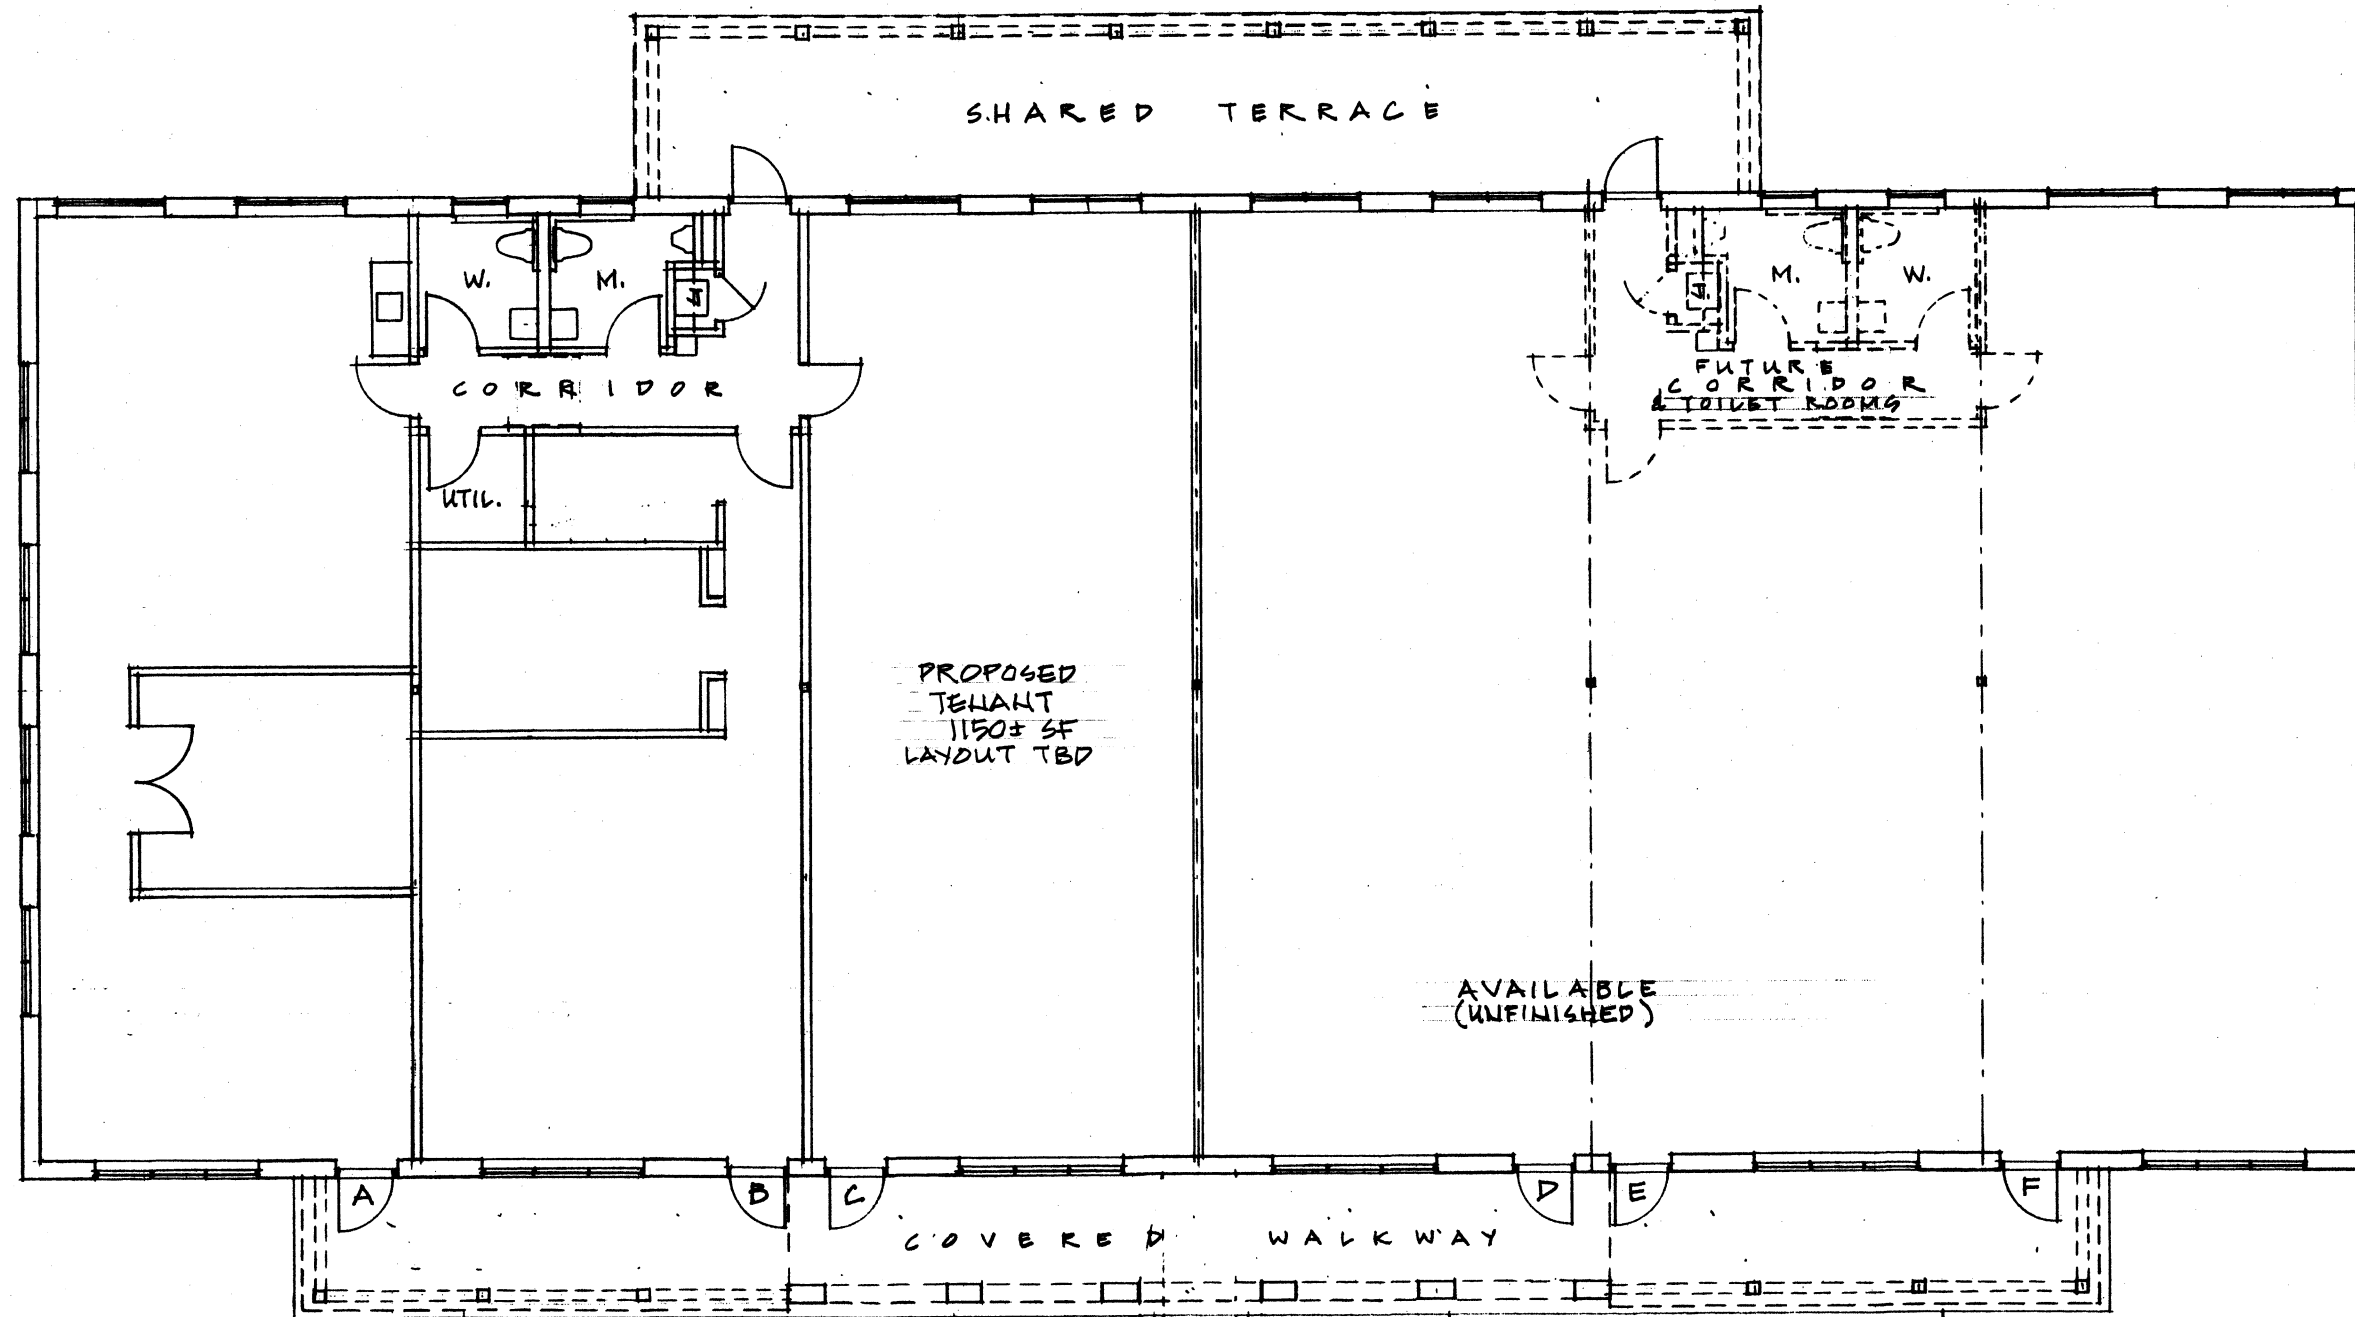 SHARED TERRACE
W.
M.
M.
W.
CORRIDOR
FUTURE
CORRIDOR
& TOILET ROOMS
UTIL.
PROPOSED
TENANT
1150± SF
LAYOUT TBD
AVAILABLE
(UNFINISHED)
A
B
C
D
E
F
COVERED WALKWAY